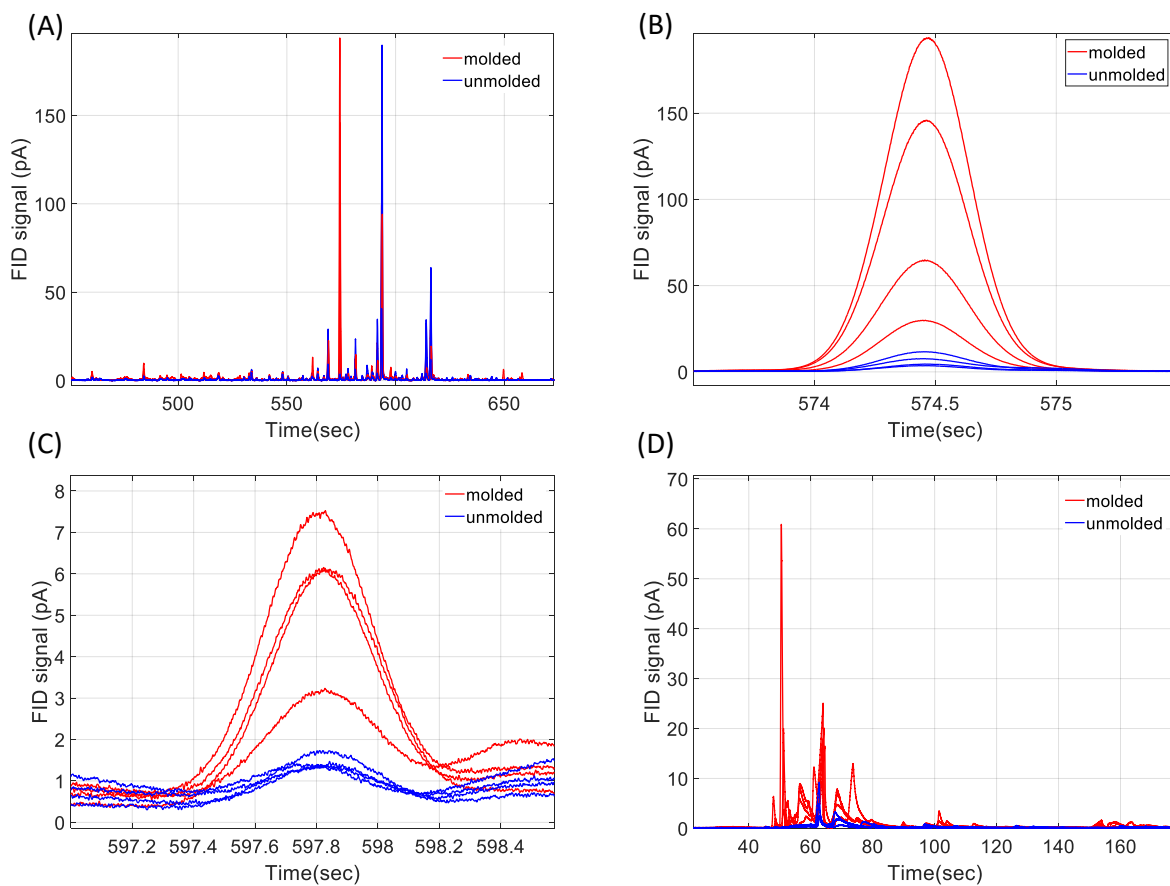 (A)
FID signal (pA)
150
100
50
0
500
550
600
650
Time(sec)
molded
unmolded
(B)
FID signal (pA)
150
100
50
0
574
574.5
575
Time(sec)
molded
unmolded
(C)
FID signal (pA)
8
7
6
5
4
3
2
1
0
597.2
597.4
597.6
597.8
598
598.2
598.4
Time(sec)
molded
unmolded
(D)
FID signal (pA)
70
60
50
40
30
20
10
0
40
60
80
100
120
140
160
Time(sec)
molded
unmolded